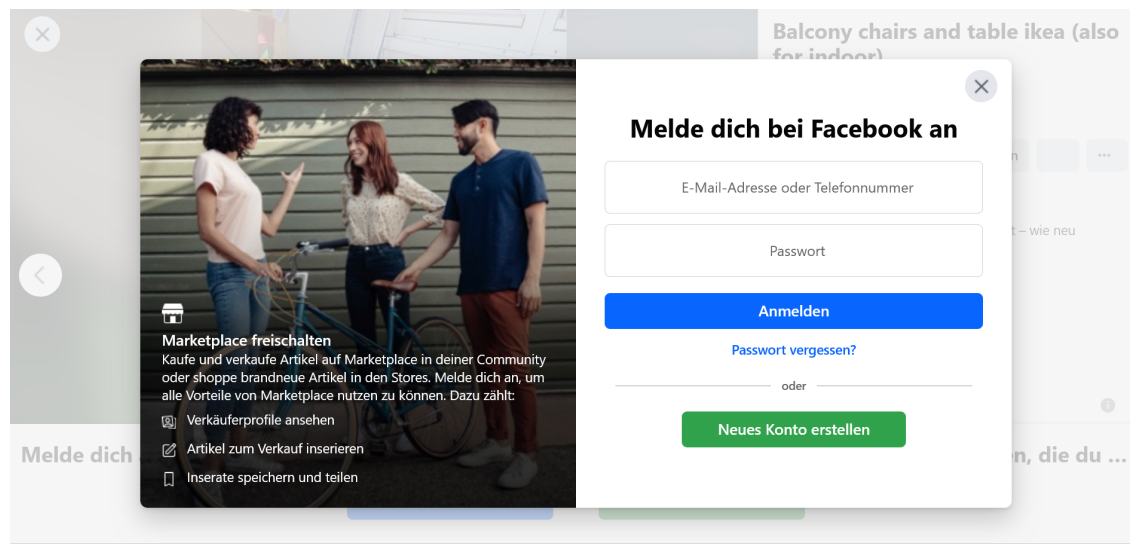 Balcony chairs and table ikea (also
for indoor)
Melde dich bei Facebook an
E-Mail-Adresse oder Telefonnummer
Passwort
Anmelden
Passwort vergessen?
oder
Neues Konto erstellen
Marketplace freischalten
Kaufe und verkaufe Artikel auf Marketplace in deiner Community
oder shoppe brandneue Artikel in den Stores. Melde dich an, um
alle Vorteile von Marketplace nutzen zu können. Dazu zählt:
Verkäuferprofile ansehen
Artikel zum Verkauf inserieren
Inserate speichern und teilen
– wie neu
Melde dich
die du ...